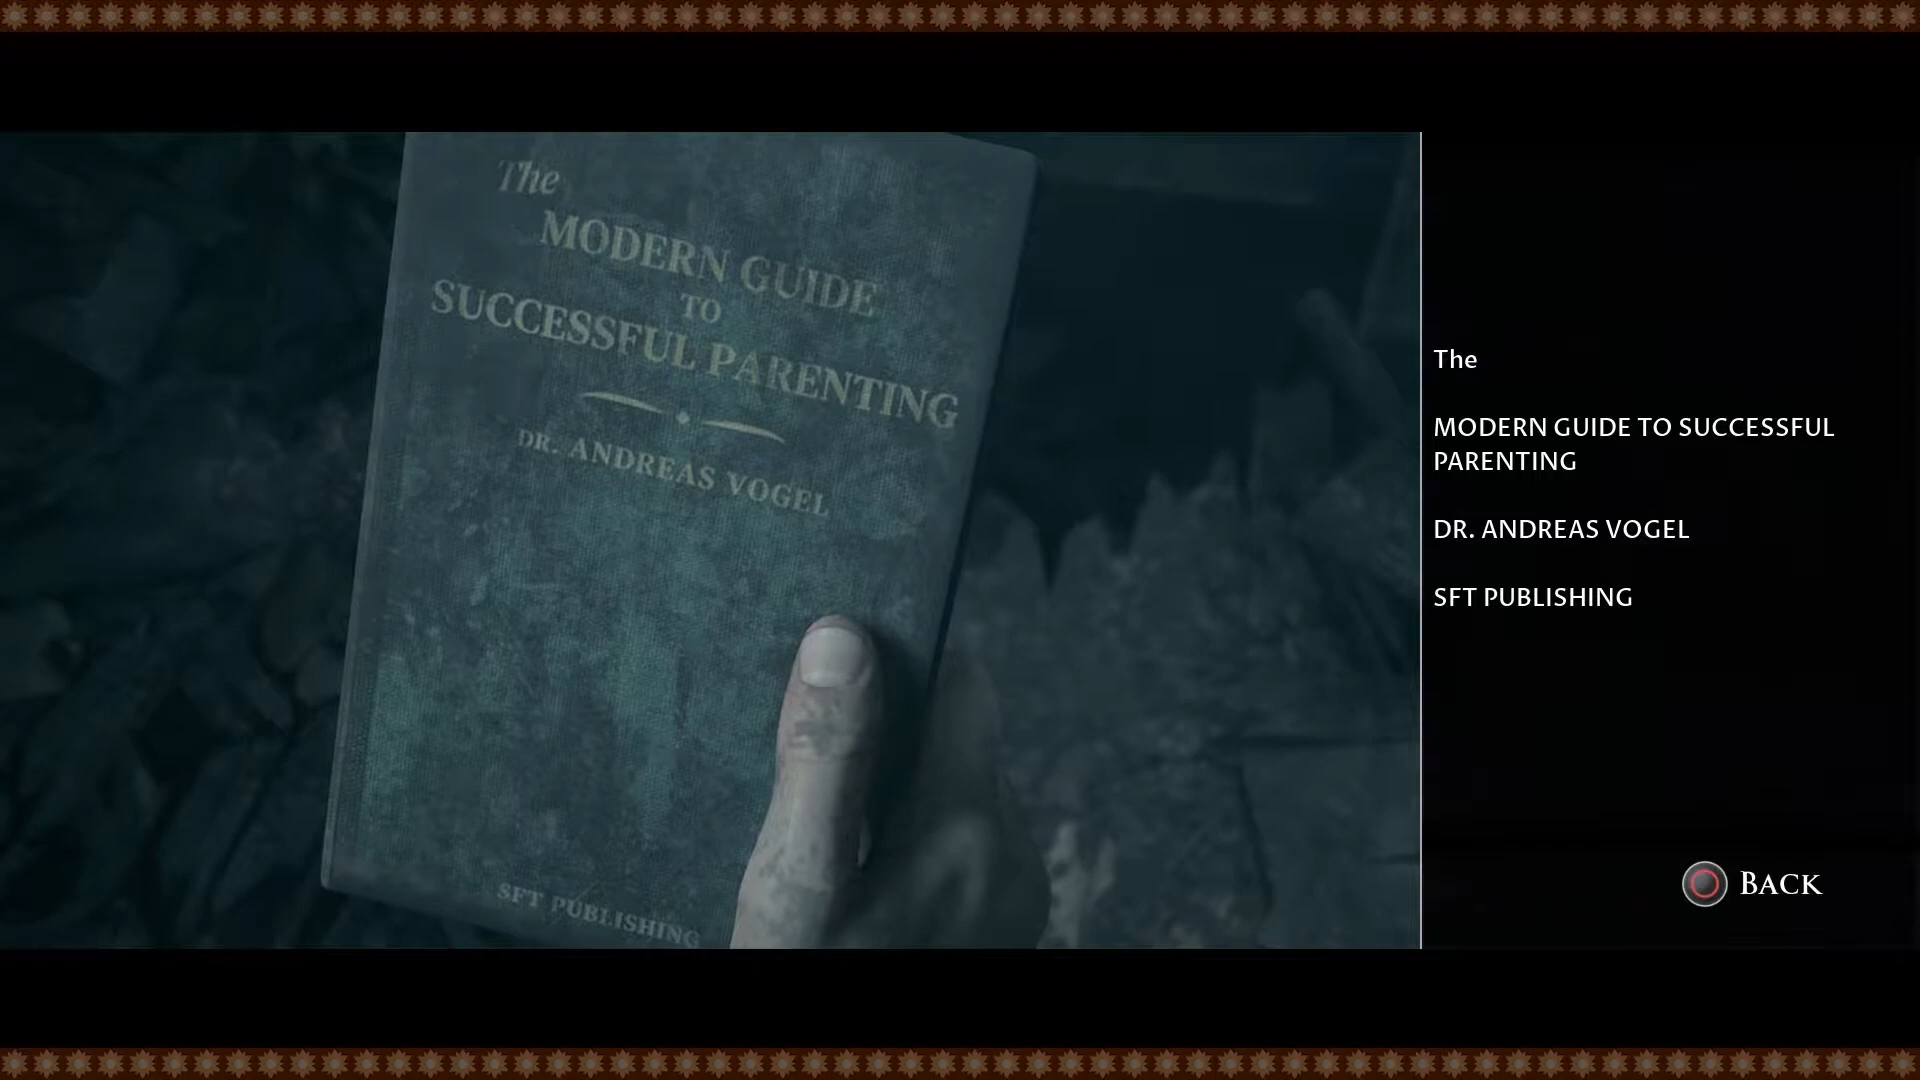 The
MODERN GUIDE
TO
SUCCESSFUL PARENTING
DR. ANDREAS VOGEL
SFT PUBLISHING
The
MODERN GUIDE TO SUCCESSFUL
PARENTING
DR. ANDREAS VOGEL
SFT PUBLISHING
BACK